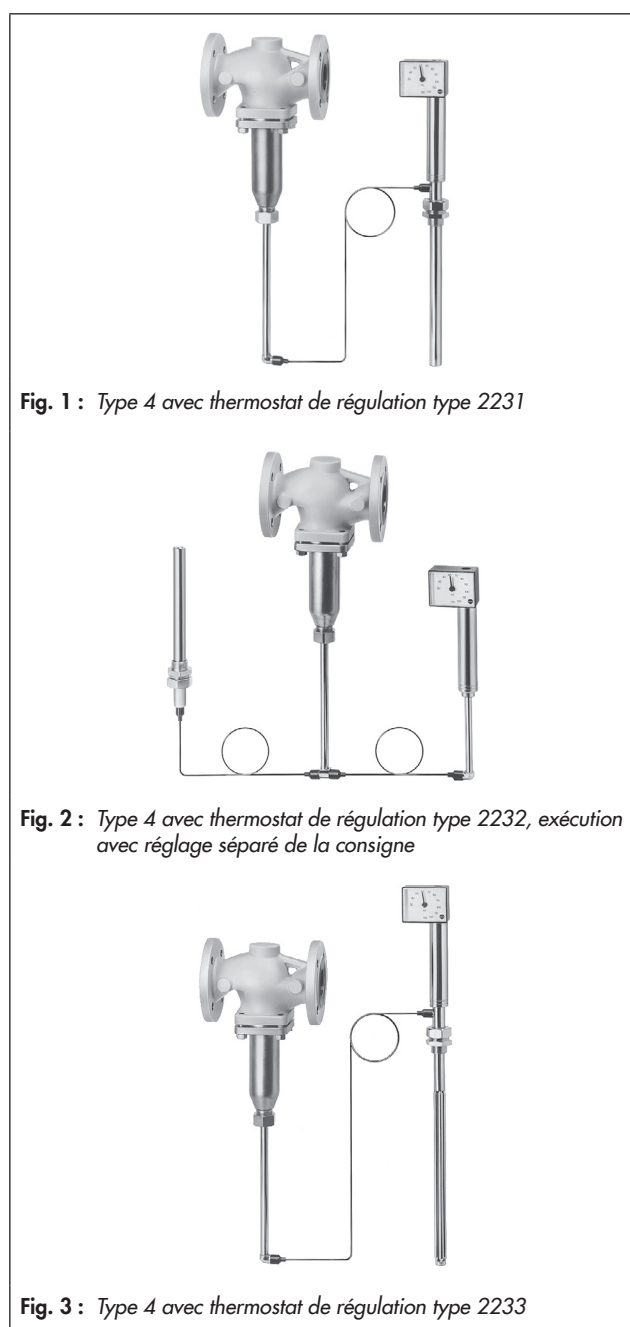 Fig. 1 : Type 4 avec thermostat de régulation type 2231
Fig. 2 : Type 4 avec thermostat de régulation type 2232, exécution
avec réglage séparé de la consigne
Fig. 3 : Type 4 avec thermostat de régulation type 2233